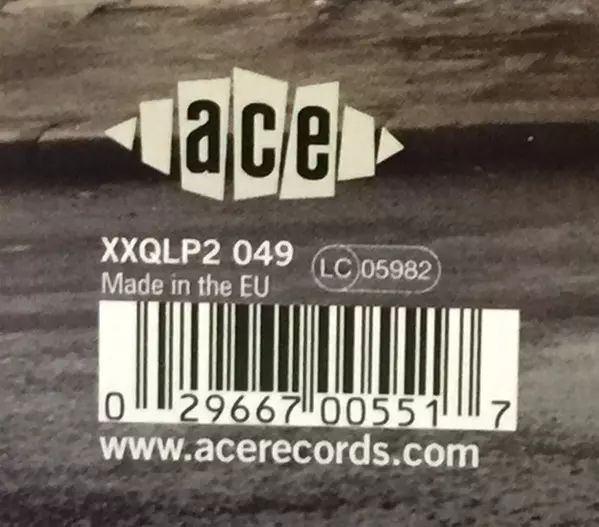 ace
XXQLP2 049
LC 05982
Made in the EU
0 29667 00551 7
www.acerecords.com